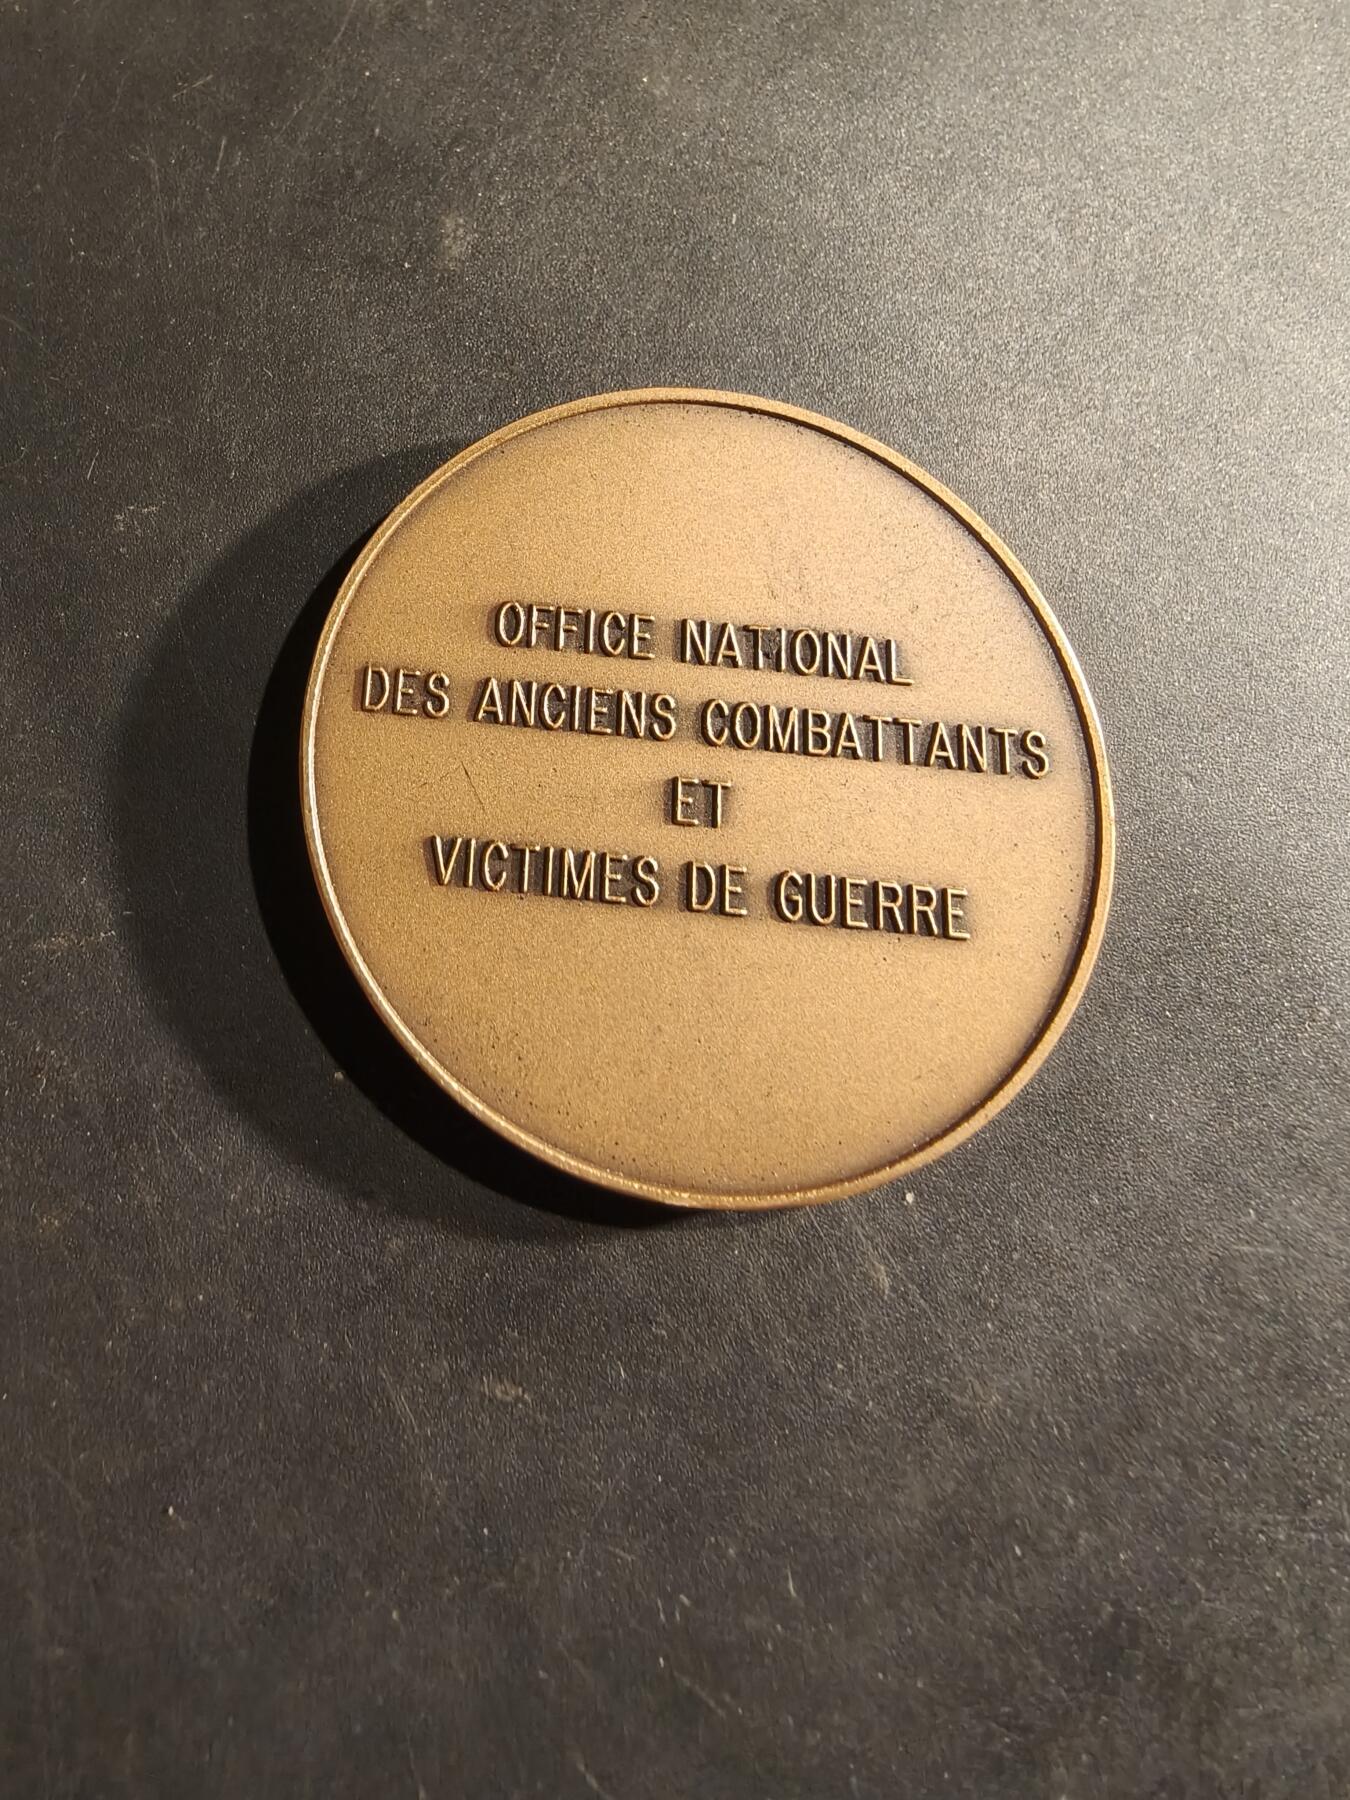 OFFICE NATIONAL
DES ANCIENS COMBATTANTS
ET
VICTIMES DE GUERRE